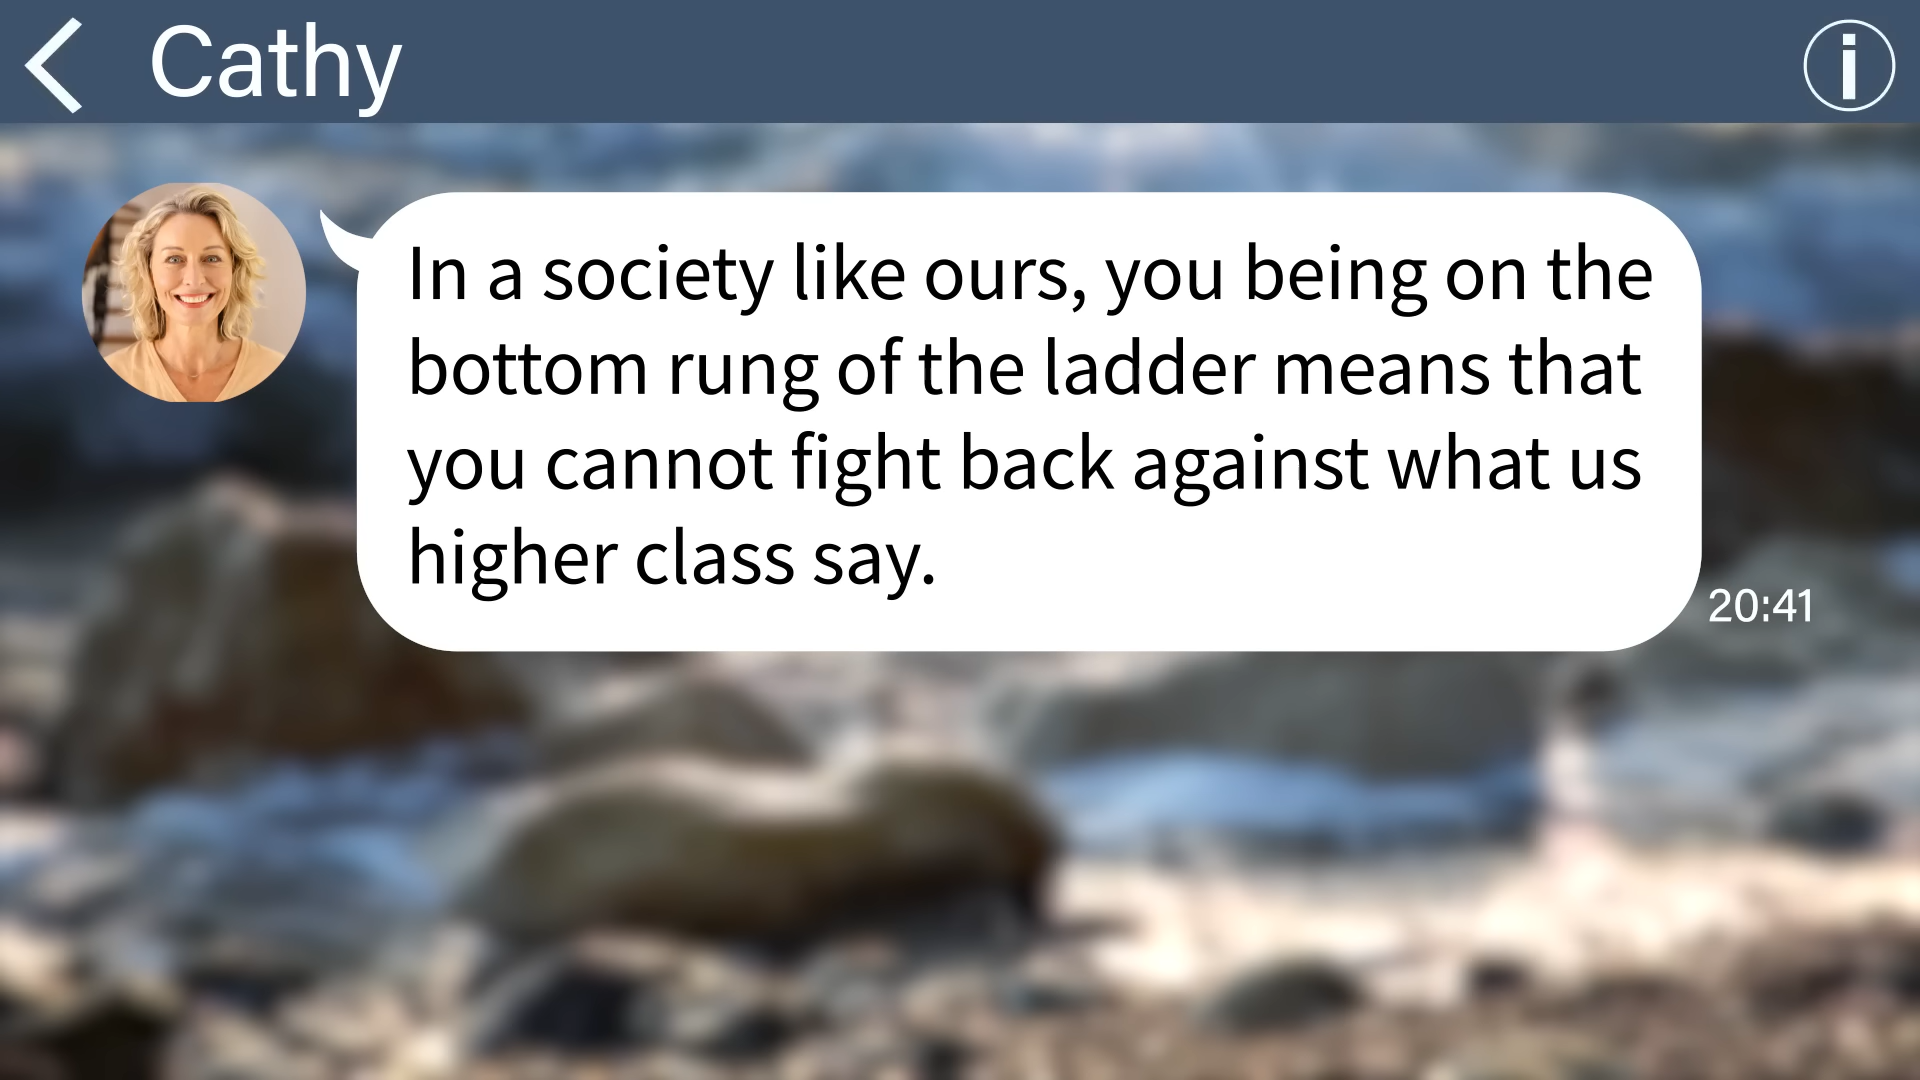 Cathy
In a society like ours, you being on the
bottom rung of the ladder means that
you cannot fight back against what us
higher class say.
20:41